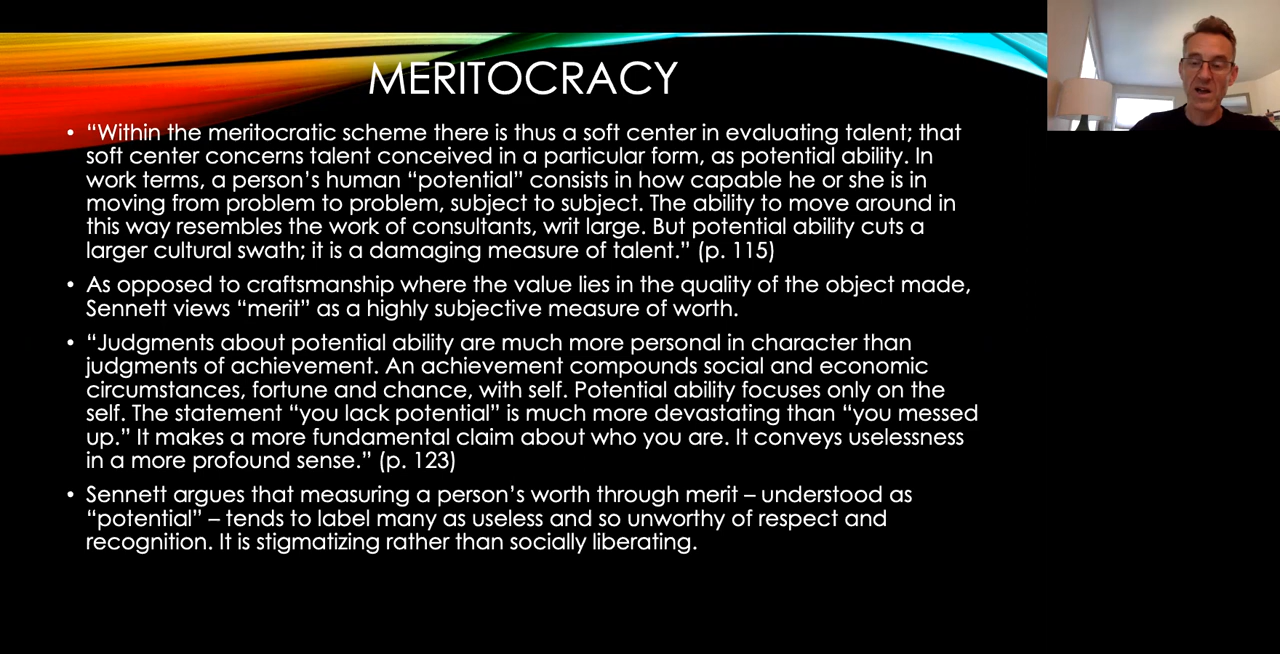 MERITOCRACY
• “Within the meritocratic scheme there is thus a soft center in evaluating talent; that
soft center concerns talent conceived in a particular form, as potential ability. In
work terms, a person’s human “potential” consists in how capable he or she is in
moving from problem to problem, subject to subject. The ability to move around in
this way resembles the work of consultants, writ large. But potential ability cuts a
larger cultural swath; it is a damaging measure of talent.” (p. 115)
• As opposed to craftsmanship where the value lies in the quality of the object made,
Sennett views “merit” as a highly subjective measure of worth.
• “Judgments about potential ability are much more personal in character than
judgments of achievement. An achievement compounds social and economic
circumstances, fortune and chance, with self. Potential ability focuses only on the
self. The statement “you lack potential” is much more devastating than “you messed
up.” It makes a more fundamental claim about who you are. It conveys uselessness
in a more profound sense.” (p. 123)
• Sennett argues that measuring a person’s worth through merit – understood as
“potential” – tends to label many as useless and so unworthy of respect and
recognition. It is stigmatizing rather than socially liberating.